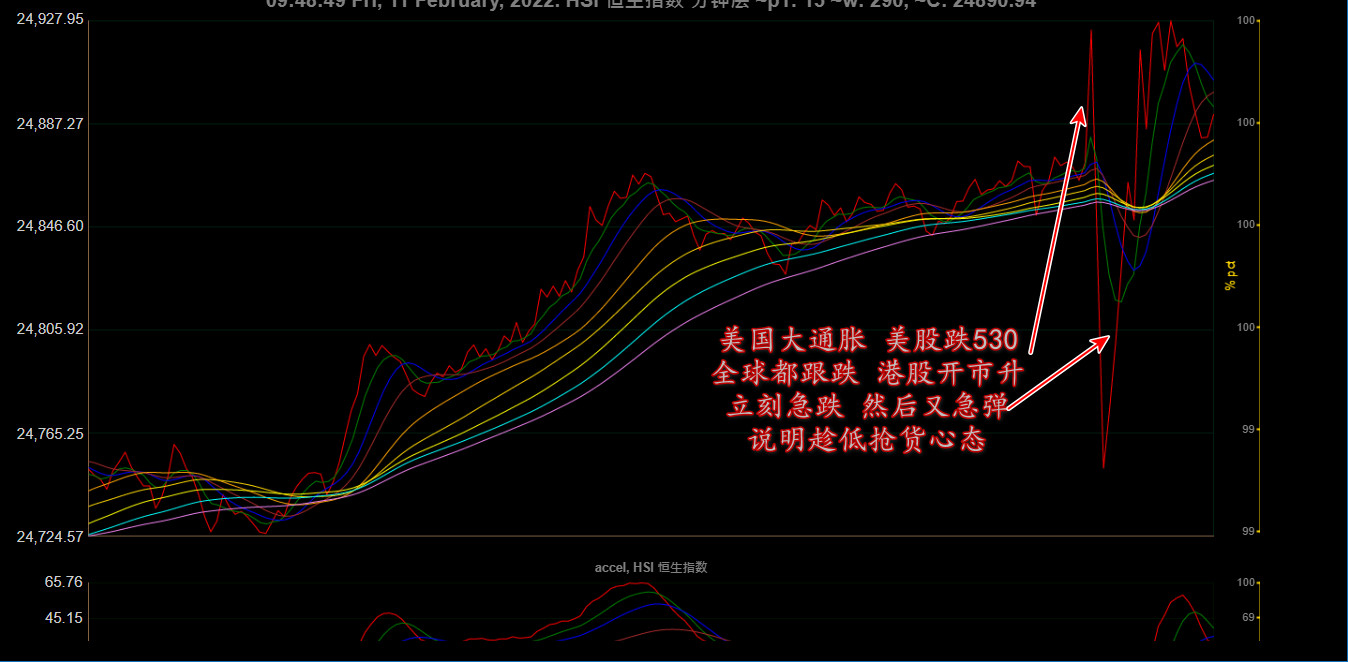 09:48:49 Fri, 11 February, 2022. HSI 恒生指数 分钟层 ~p1: 15 ~w: 290, ~C: 24890.94
24,927.95
24,887.27
24,846.60
24,805.92
24,765.25
24,724.57
100
100
100
100
99
99
% pd
美国大通胀 美股跌530
全球都跟跌 港股开市升
立刻急跌 然后又急弹
说明趁低抢货心态
accel, HSI 恒生指数
65.76
45.15
100
69